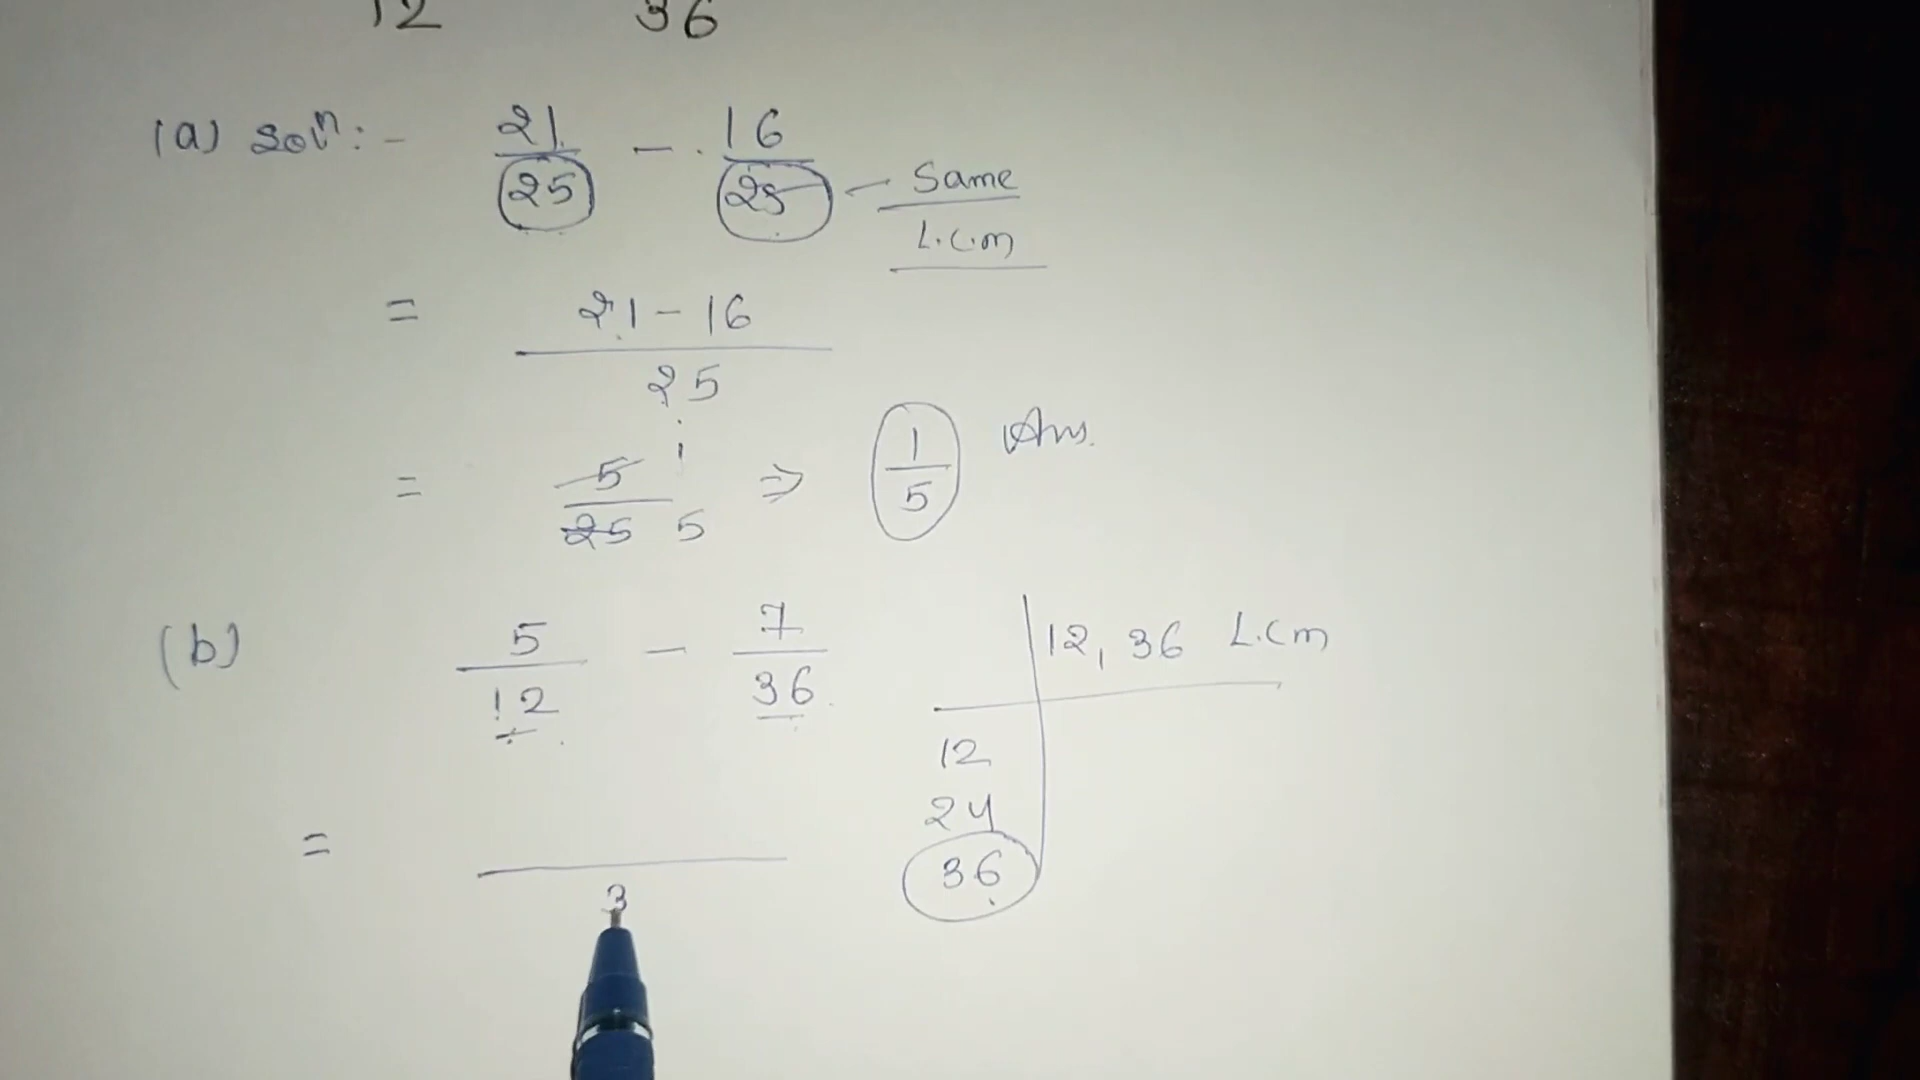 12 36
(a) Solⁿ:- 21/25 - 16/25 - Same
L.C.M
= 21-16/25
= 5/25 1 5 ⇒ 1/5 Ans.
(b) 5/12 - 7/36
12, 36 L.CM
12
24
36
= 3